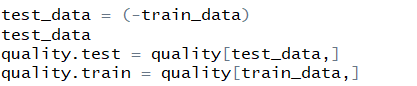 test_data = (-train_data)
test_data
quality.test = quality[test_data,]
quality.train = quality[train_data,]